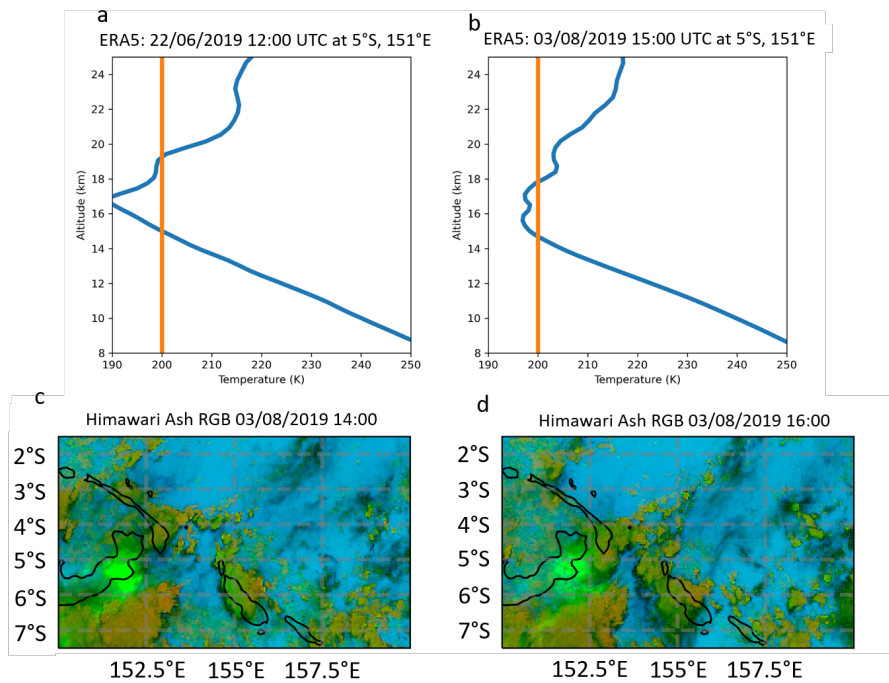 a
ERA5: 22/06/2019 12:00 UTC at 5°S, 151°E
24
22
20
18
16
14
12
10
8
Altitude (km)
190 200 210 220 230 240 250
Temperature (K)
b
ERA5: 03/08/2019 15:00 UTC at 5°S, 151°E
24
22
20
18
16
14
12
10
8
Altitude (km)
190 200 210 220 230 240 250
Temperature (K)
c
Himawari Ash RGB 03/08/2019 14:00
2°S
3°S
4°S
5°S
6°S
7°S
152.5°E 155°E 157.5°E
d
Himawari Ash RGB 03/08/2019 16:00
2°S
3°S
4°S
5°S
6°S
7°S
152.5°E 155°E 157.5°E